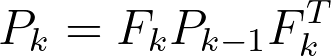 $P_k = F_k P_{k-1} F_k^T$